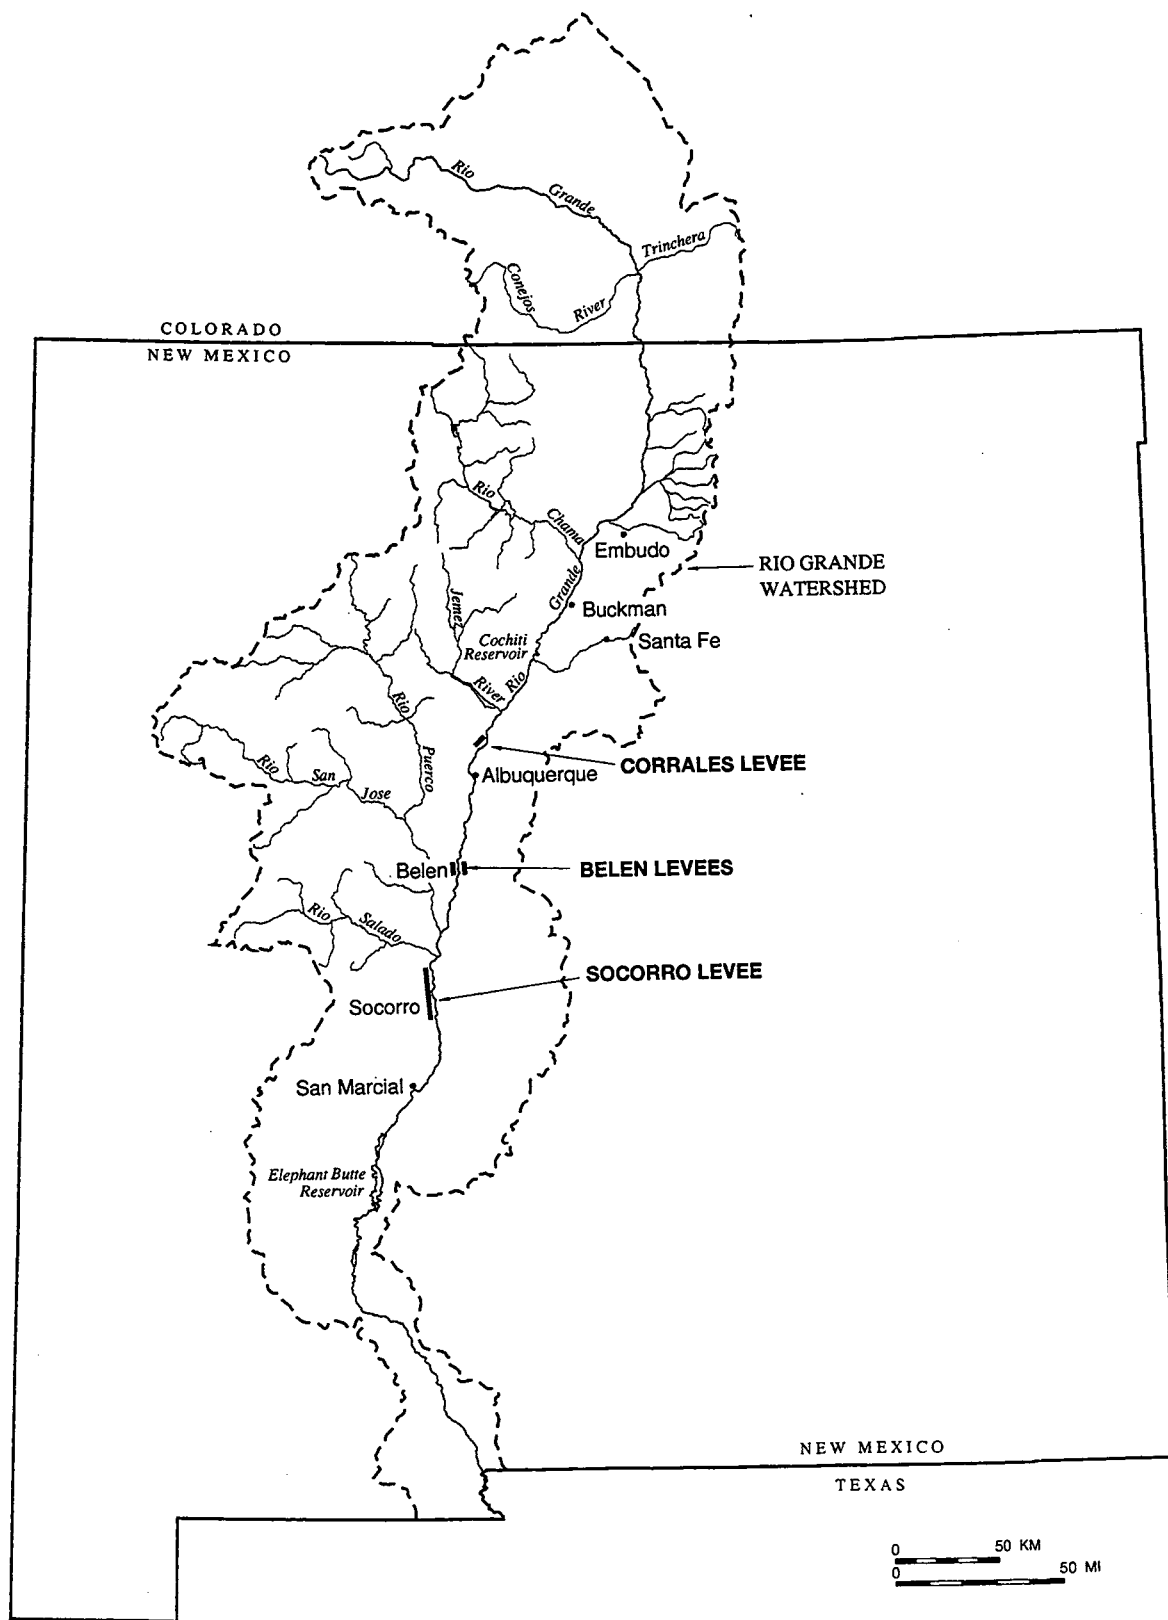 Rio
Grande
Trinchera
Conejos
River
COLORADO
NEW MEXICO
Rio
Chama
Embudo
RIO GRANDE
WATERSHED
Grande
Buckman
Jemez
Cochiti
Reservoir
Santa Fe
River
Rio
Rio
Puerco
CORRALES LEVEE
Albuquerque
Rio
San
Jose
Belen
BELEN LEVEES
Rio
Salado
SOCORRO LEVEE
Socorro
San Marcial
Elephant Butte
Reservoir
NEW MEXICO
TEXAS
0 50 KM
0 50 MI